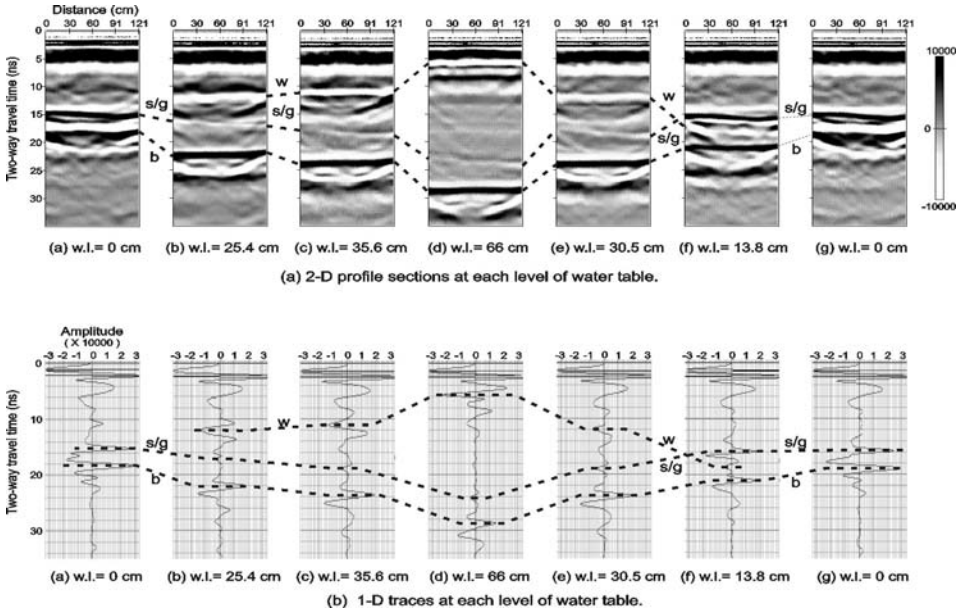 Distance (cm)
0 30 60 90 121 0 30 60 90 121 0 30 60 90 121 0 30 60 90 121 0 30 60 90 121 0 30 60 90 121 0 30 60 90 121
Two-way travel time (ns)
0
5
10
15
20
25
30
s/g
b
w
s/g
w
s/g
s/g
b
10000
0
-10000
(a) w.l.= 0 cm (b) w.l.= 25.4 cm (c) w.l.= 35.6 cm (d) w.l.= 66 cm (e) w.l.= 30.5 cm (f) w.l.= 13.8 cm (g) w.l.= 0 cm
(a) 2-D profile sections at each level of water table.
Amplitude
( X 10000 )
-3 -2 -1 0 1 2 3 -3 -2 -1 0 1 2 3 -3 -2 -1 0 1 2 3 -3 -2 -1 0 1 2 3 -3 -2 -1 0 1 2 3 -3 -2 -1 0 1 2 3 -3 -2 -1 0 1 2 3
Two-way travel time (ns)
0
10
20
30
s/g
b
w
w
s/g
s/g
b
(a) w.l.= 0 cm (b) w.l.= 25.4 cm (c) w.l.= 35.6 cm (d) w.l.= 66 cm (e) w.l.= 30.5 cm (f) w.l.= 13.8 cm (g) w.l.= 0 cm
(b) 1-D traces at each level of water table.